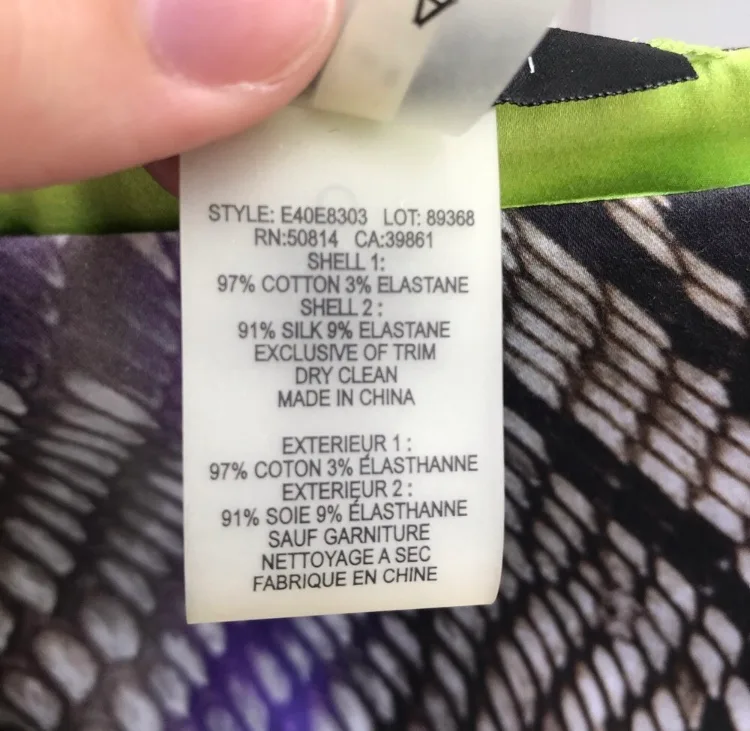 STYLE: E40E8303 LOT: 89368
RN:50814 CA:39861
SHELL 1:
97% COTTON 3% ELASTANE
SHELL 2:
91% SILK 9% ELASTANE
EXCLUSIVE OF TRIM
DRY CLEAN
MADE IN CHINA
EXTERIEUR 1:
97% COTON 3% ÉLASTHANNE
EXTERIEUR 2:
91% SOIE 9% ÉLASTHANNE
SAUF GARNITURE
NETTOYAGE A SEC
FABRIQUE EN CHINE